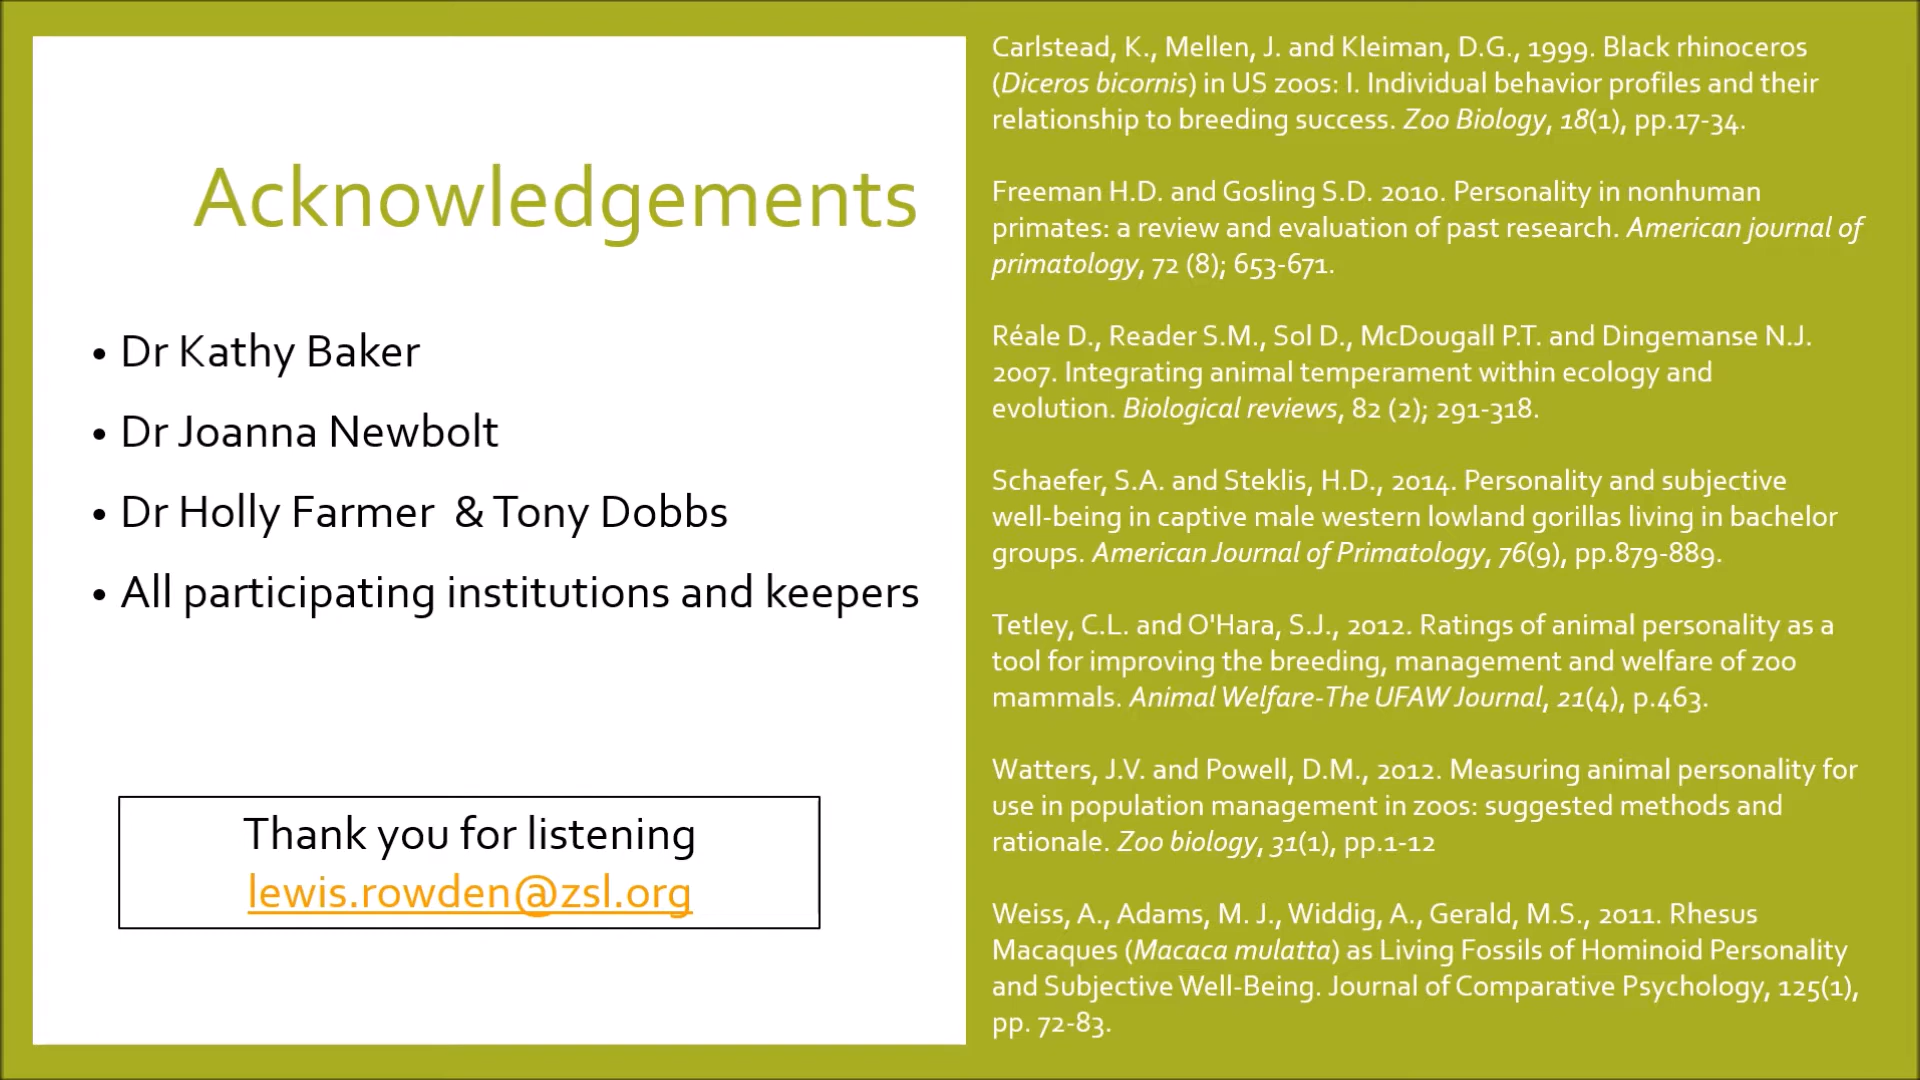 Acknowledgements
• Dr Kathy Baker
• Dr Joanna Newbolt
• Dr Holly Farmer & Tony Dobbs
• All participating institutions and keepers
Thank you for listening
lewis.rowden@zsl.org
Carlstead, K., Mellen, J. and Kleiman, D.G., 1999. Black rhinoceros
(Diceros bicornis) in US zoos: I. Individual behavior profiles and their
relationship to breeding success. Zoo Biology, 18(1), pp.17-34.
Freeman H.D. and Gosling S.D. 2010. Personality in nonhuman
primates: a review and evaluation of past research. American journal of
primatology, 72 (8); 653-671.
Réale D., Reader S.M., Sol D., McDougall P.T. and Dingemanse N.J.
2007. Integrating animal temperament within ecology and
evolution. Biological reviews, 82 (2); 291-318.
Schaefer, S.A. and Steklis, H.D., 2014. Personality and subjective
well-being in captive male western lowland gorillas living in bachelor
groups. American Journal of Primatology, 76(9), pp.879-889.
Tetley, C.L. and O'Hara, S.J., 2012. Ratings of animal personality as a
tool for improving the breeding, management and welfare of zoo
mammals. Animal Welfare-The UFAW Journal, 21(4), p.463.
Watters, J.V. and Powell, D.M., 2012. Measuring animal personality for
use in population management in zoos: suggested methods and
rationale. Zoo biology, 31(1), pp.1-12
Weiss, A., Adams, M. J., Widdig, A., Gerald, M.S., 2011. Rhesus
Macaques (Macaca mulatta) as Living Fossils of Hominoid Personality
and Subjective Well-Being. Journal of Comparative Psychology, 125(1),
pp. 72-83.